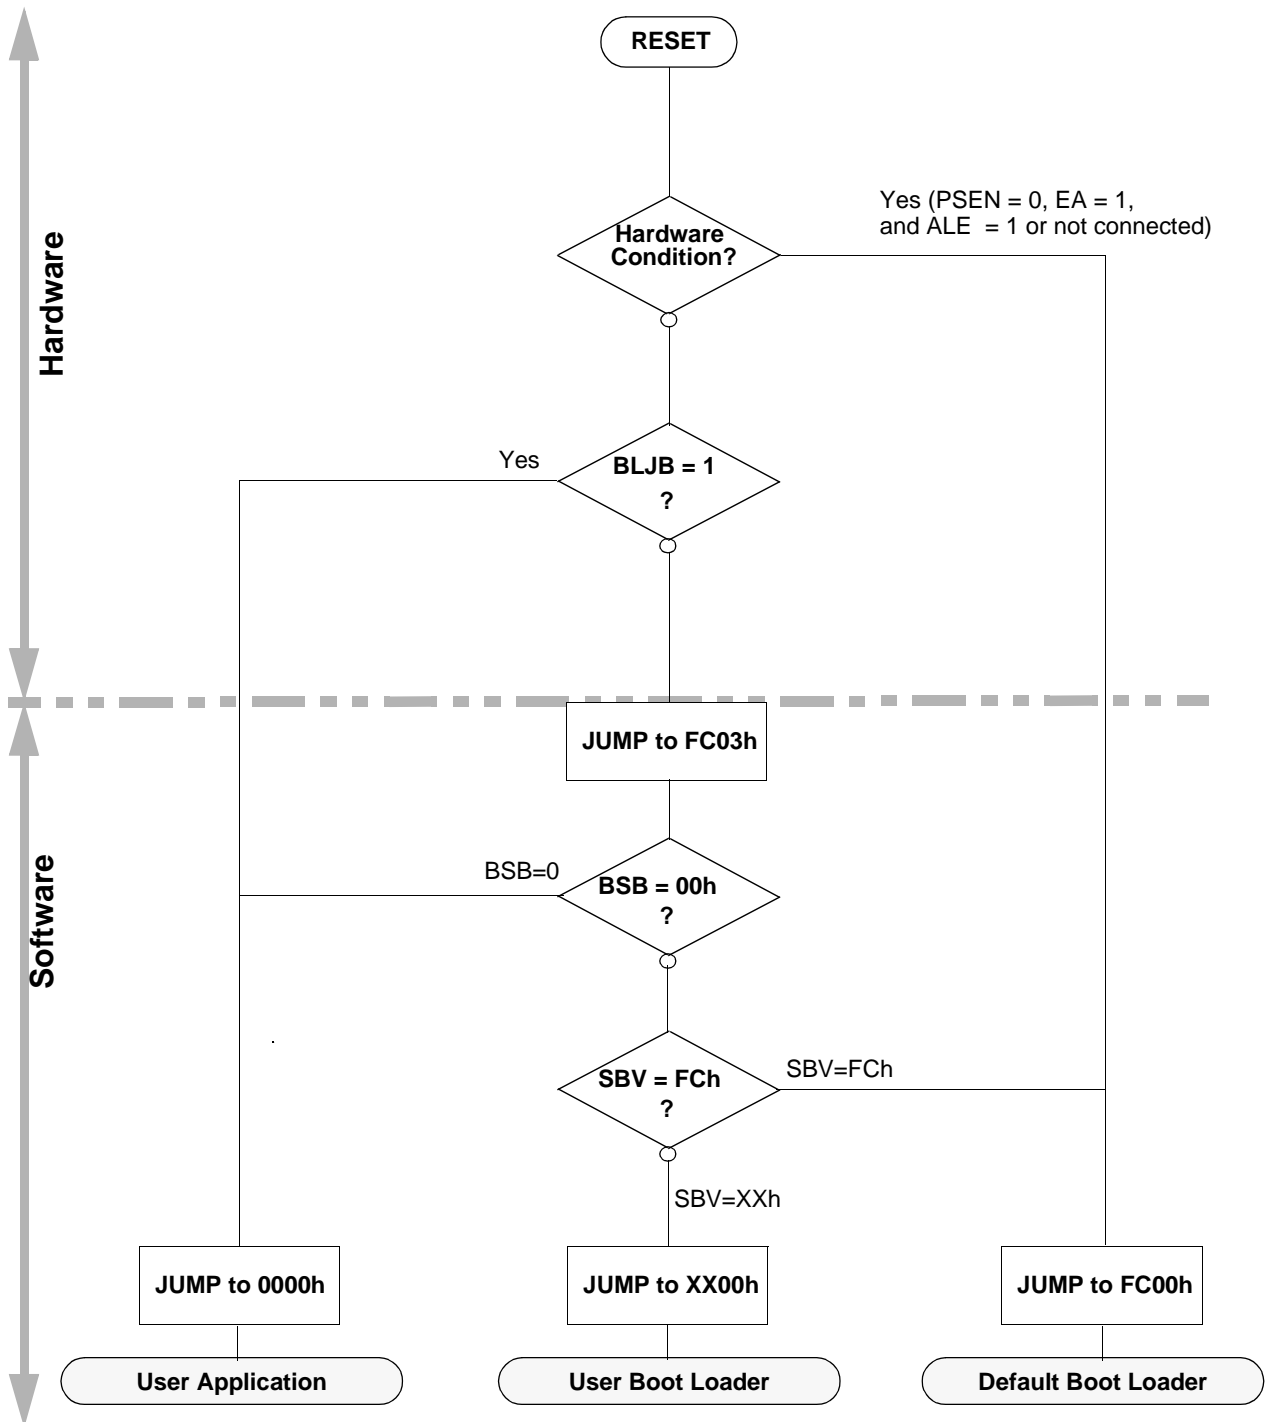 RESET
Yes (PSEN = 0, EA = 1,
and ALE = 1 or not connected)
Hardware
Condition?
Hardware
Yes
BLJB = 1
?
JUMP to FC03h
Software
BSB=0
BSB = 00h
?
SBV = FCh
?
SBV=FCh
SBV=XXh
JUMP to 0000h
JUMP to XX00h
JUMP to FC00h
User Application
User Boot Loader
Default Boot Loader